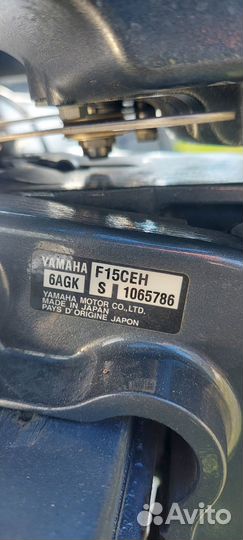 YAMAHA F15CEH
6AGK S 1065786
YAMAHA MOTOR CO.,LTD.
MADE IN JAPAN
PAYS D'ORIGINE JAPON
Avito